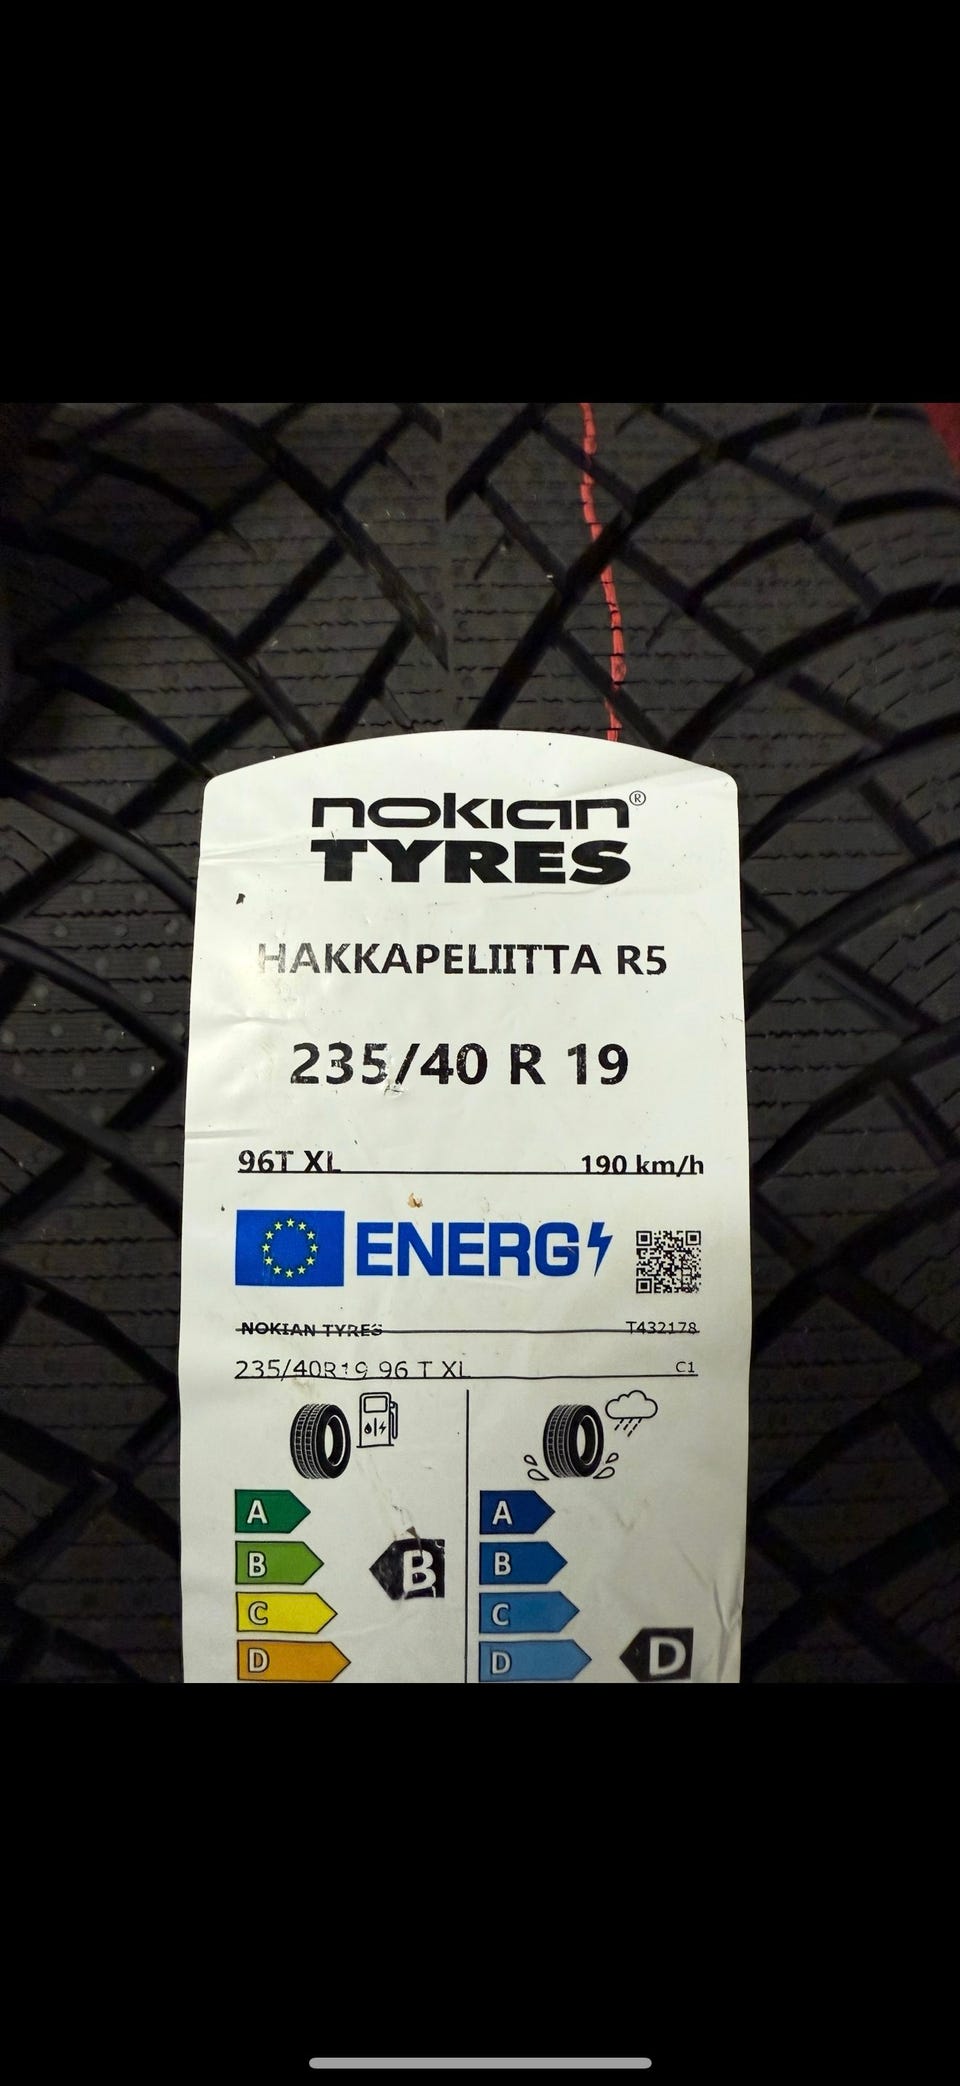 nokian®
TYRES
HAKKAPELIITTA R5
235/40 R 19
96T XL 190 km/h
ENERG
NOKIAN TYRES T432178
235/40R19 96 T XL C1
A A
B B B
C C
D D D